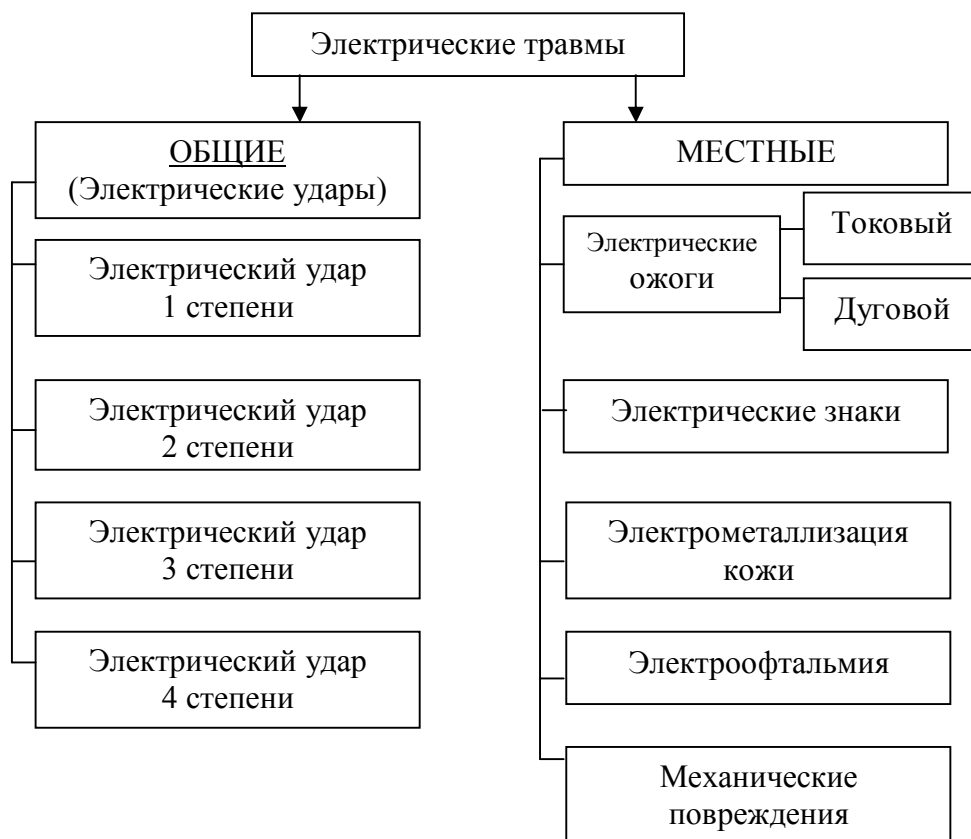 Электрические травмы
ОБЩИЕ
(Электрические удары)
Электрический удар
1 степени
Электрический удар
2 степени
Электрический удар
3 степени
Электрический удар
4 степени
МЕСТНЫЕ
Электрические
ожоги
Токовый
Дуговой
Электрические знаки
Электрометаллизация
кожи
Электроофтальмия
Механические
повреждения